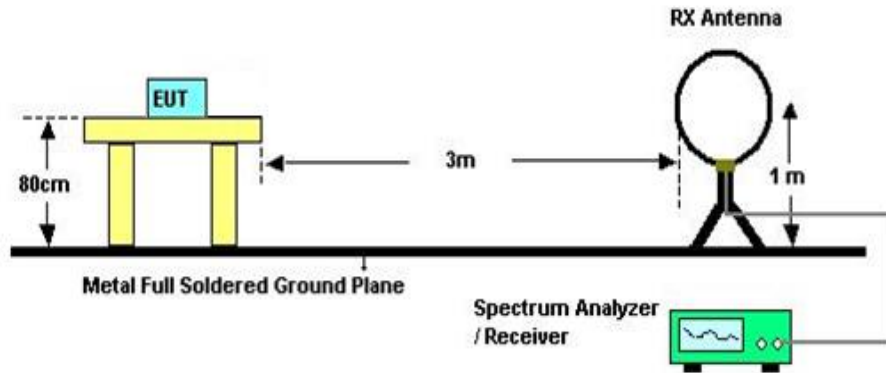 RX Antenna
EUT
80cm
3m
1 m
Metal Full Soldered Ground Plane
Spectrum Analyzer
/ Receiver